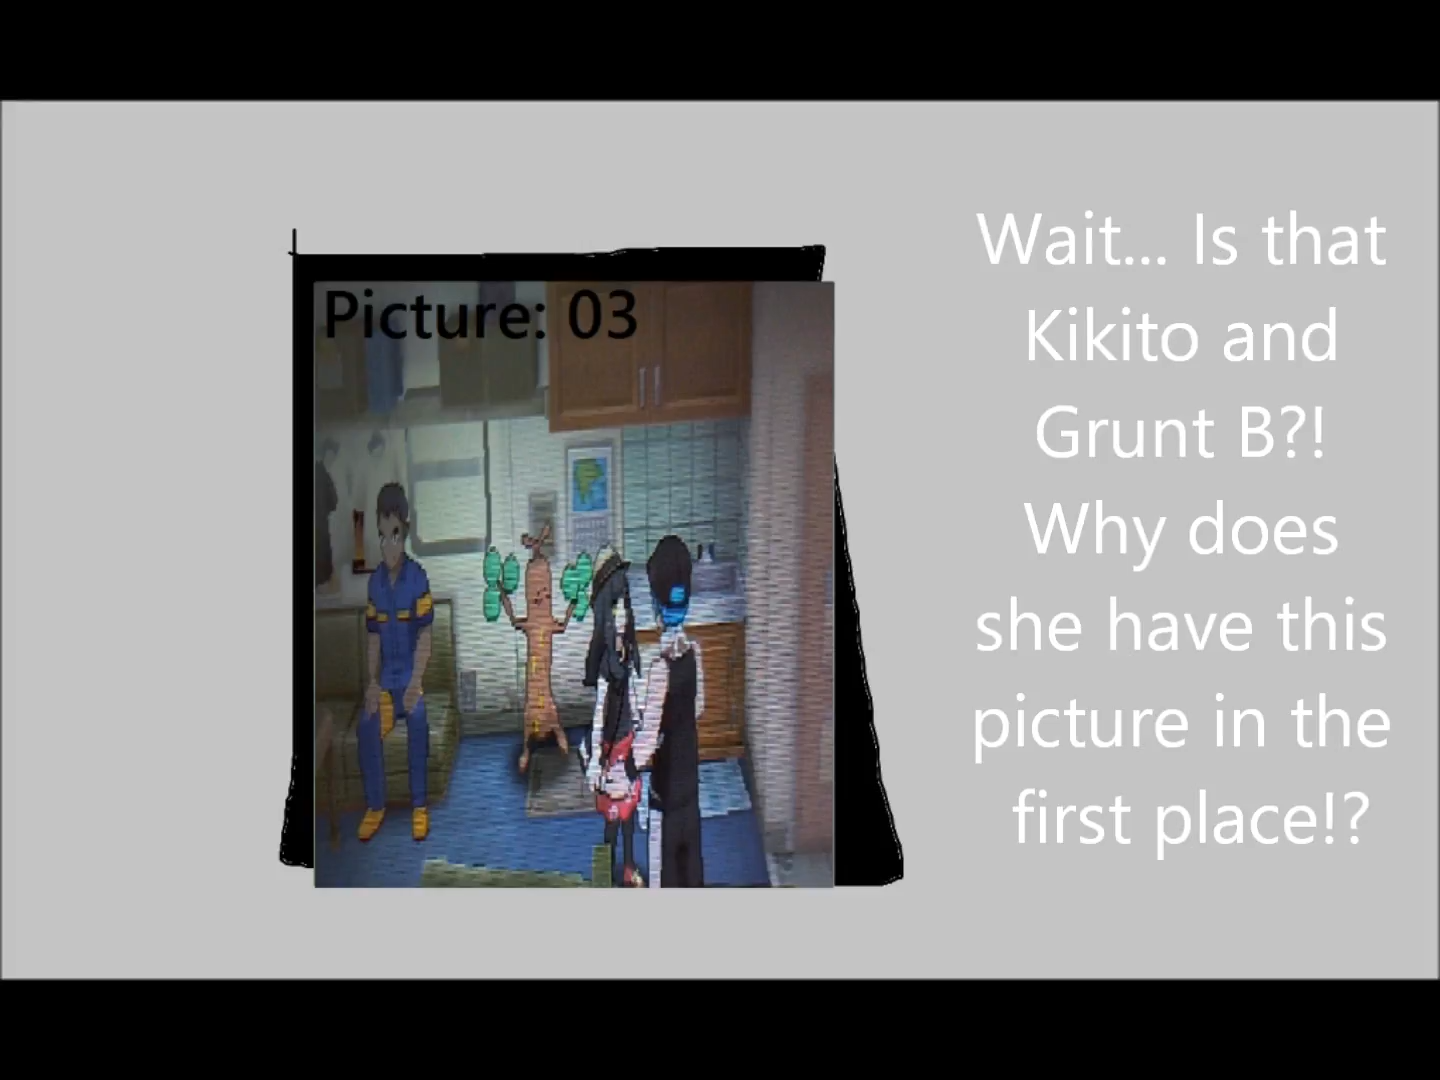 Picture: 03
Wait... Is that
Kikito and
Grunt B?!
Why does
she have this
picture in the
first place!?